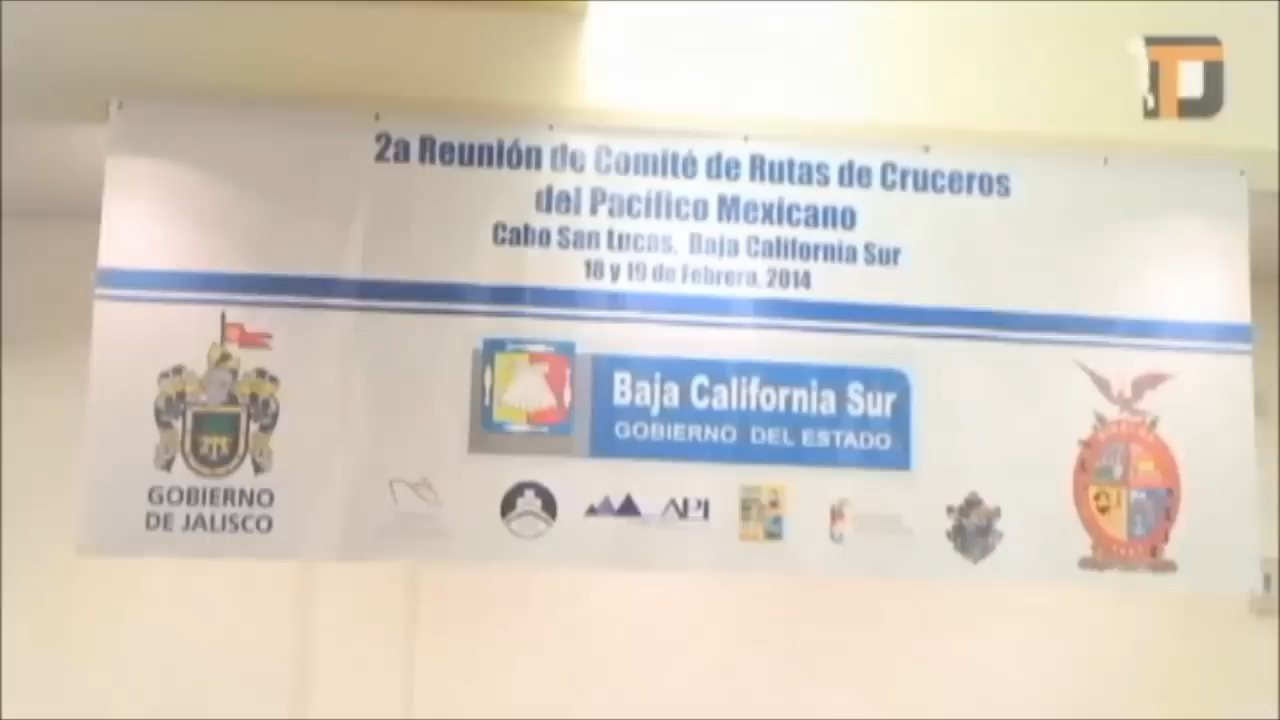 2a Reunión de Comité de Rutas de Cruceros
del Pacífico Mexicano
Cabo San Lucas, Baja California Sur
18 y 19 de Febrero, 2014
Baja California Sur
GOBIERNO DEL ESTADO
GOBIERNO
DE JALISCO
API
TD